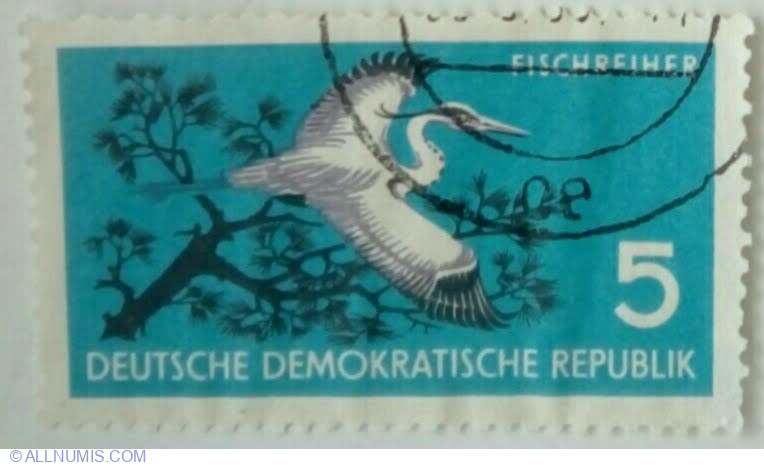 FISCHREIHER
5
DEUTSCHE DEMOKRATISCHE REPUBLIK
©ALLNUMIS.COM